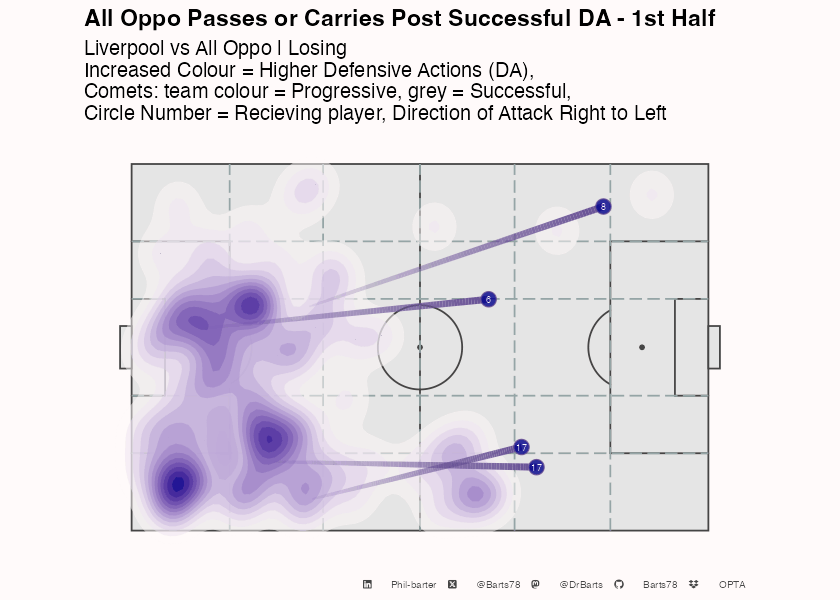 All Oppo Passes or Carries Post Successful DA - 1st Half
Liverpool vs All Oppo | Losing
Increased Colour = Higher Defensive Actions (DA),
Comets: team colour = Progressive, grey = Successful,
Circle Number = Recieving player, Direction of Attack Right to Left
8
6
17
17
Phil-barter @Barts78 @DrBarts Barts78 OPTA